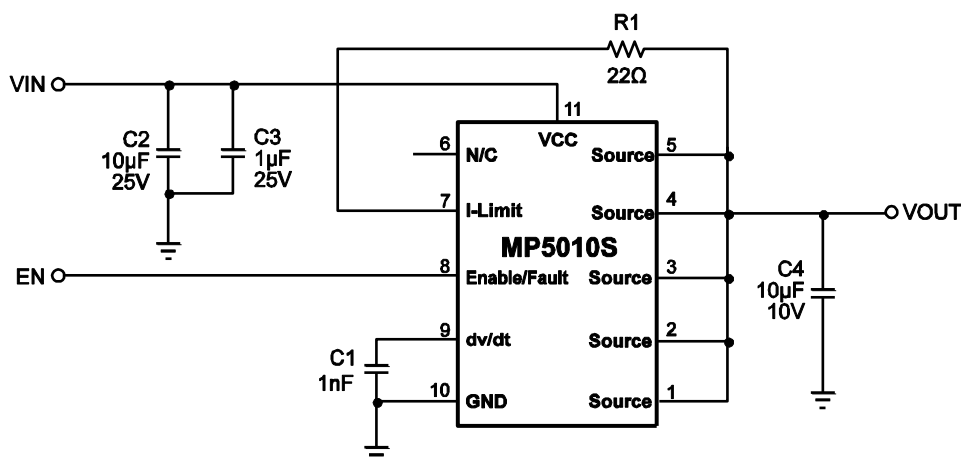 R1
22Ω
VIN
11
VCC
C2
10µF
25V
C3
1µF
25V
6
N/C
Source
5
7
I-Limit
Source
4
VOUT
MP5010S
EN
8
Enable/Fault
Source
3
C4
10µF
10V
9
dv/dt
Source
2
C1
1nF
10
GND
Source
1